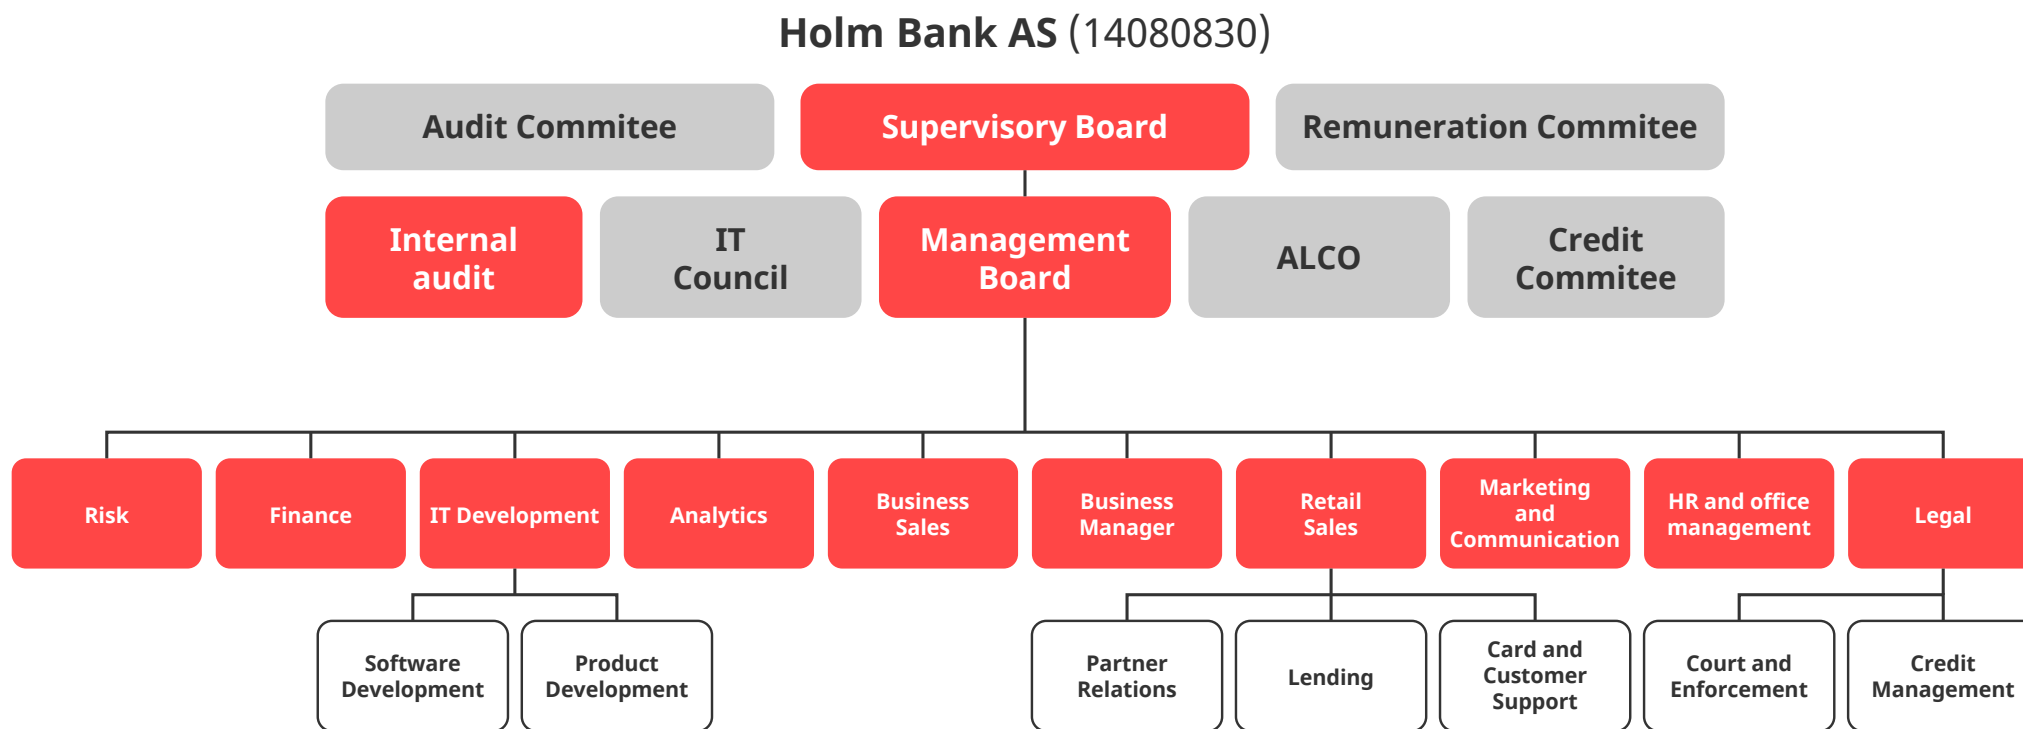 Holm Bank AS (14080830)
Audit Commitee
Supervisory Board
Remuneration Commitee
Internal
audit
IT
Council
Management
Board
ALCO
Credit
Commitee
Risk
Finance
IT Development
Analytics
Business
Sales
Business
Manager
Retail
Sales
Marketing
and
Communication
HR and office
management
Legal
Software
Development
Product
Development
Partner
Relations
Lending
Card and
Customer
Support
Court and
Enforcement
Credit
Management